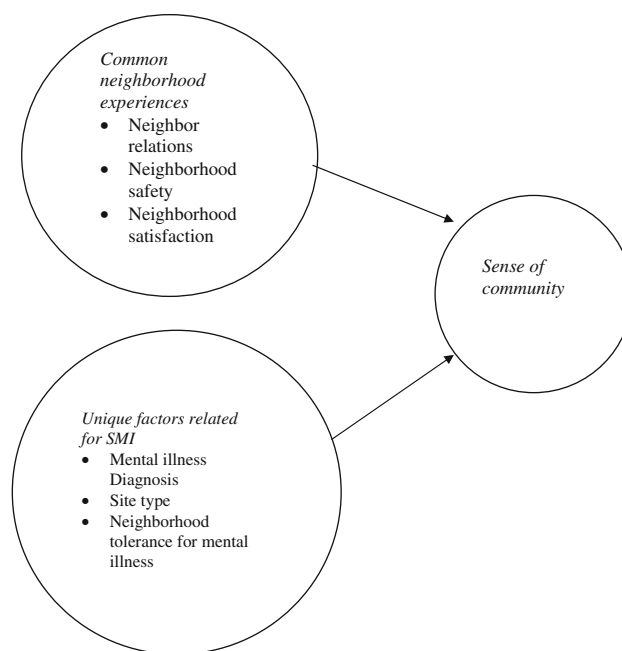 Common
neighborhood
experiences
• Neighbor
relations
• Neighborhood
safety
• Neighborhood
satisfaction
Sense of
community
Unique factors related
for SMI
• Mental illness
Diagnosis
• Site type
• Neighborhood
tolerance for mental
illness